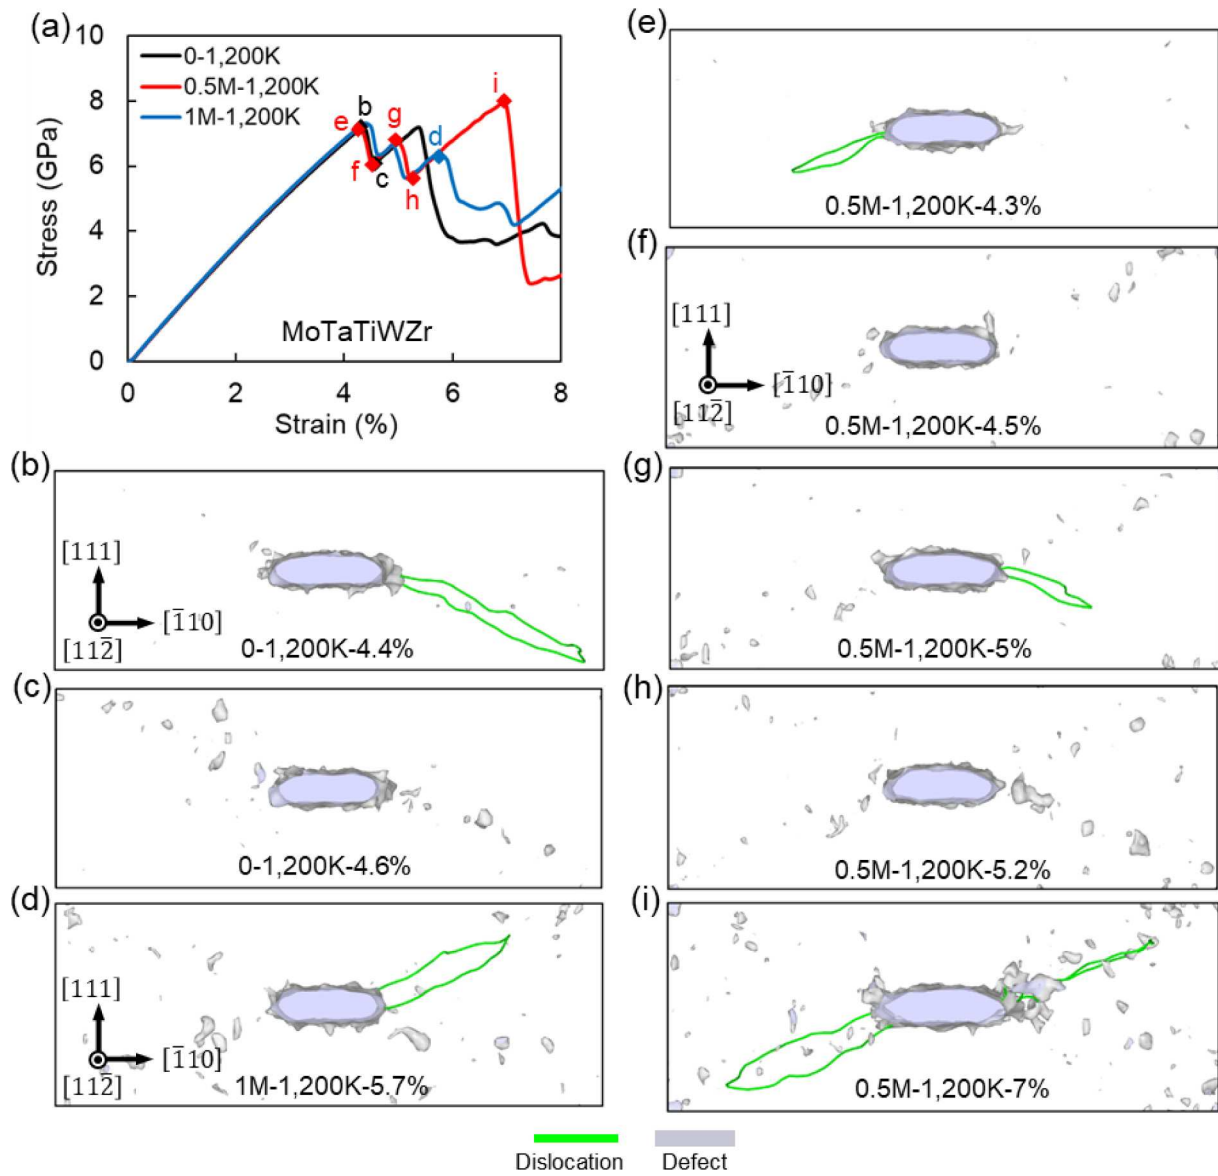 (a)
10
8
6
4
2
0
Stress (GPa)
0-1,200K
0.5M-1,200K
1M-1,200K
b
e
f
c
g
h
d
i
MoTaTiWZr
0 2 4 6 8
Strain (%)
(b)
[111]
[1̄10]
[112̄]
0-1,200K-4.4%
(c)
0-1,200K-4.6%
(d)
[111]
[1̄10]
[112̄]
1M-1,200K-5.7%
(e)
0.5M-1,200K-4.3%
(f)
[111]
[1̄10]
[112̄]
0.5M-1,200K-4.5%
(g)
0.5M-1,200K-5%
(h)
0.5M-1,200K-5.2%
(i)
0.5M-1,200K-7%
Dislocation Defect